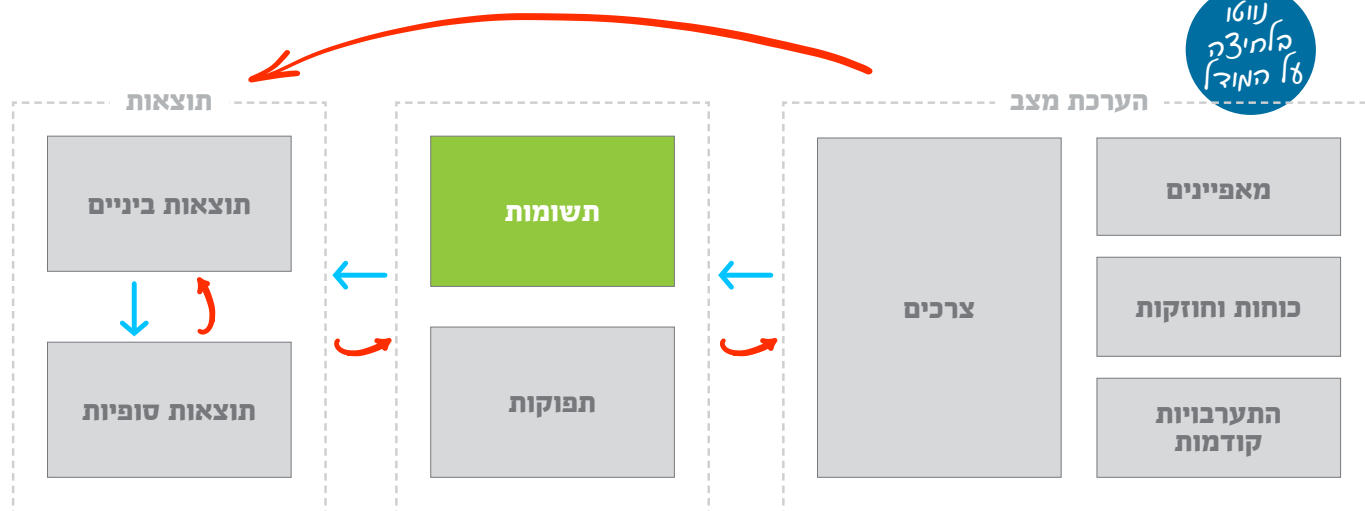 נווטו
בלחיצה
על המודל
הערכת מצב
מאפיינים
כוחות וחוזקות
התערבויות
קודמות
צרכים
תשומות
תפוקות
תוצאות
תוצאות ביניים
תוצאות סופיות